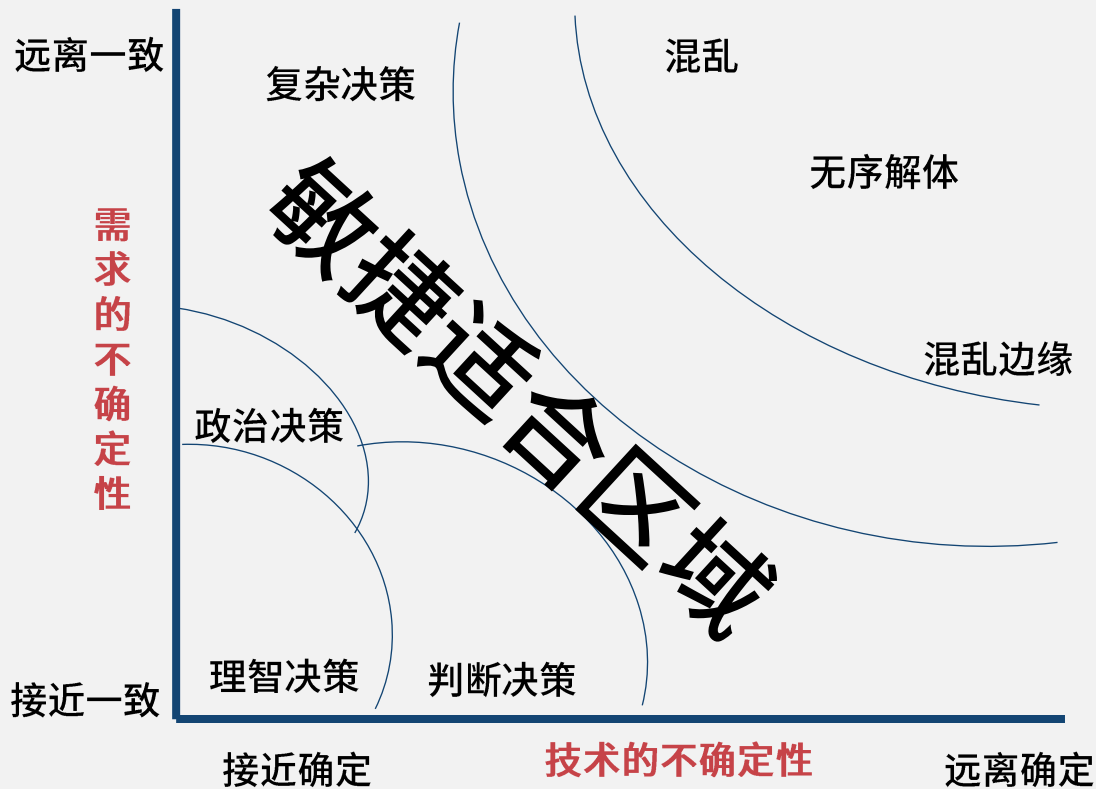 远离一致
混乱
复杂决策
无序解体
敏捷适合区域
需求的不确定性
混乱边缘
政治决策
理智决策
判断决策
接近一致
接近确定
技术的不确定性
远离确定